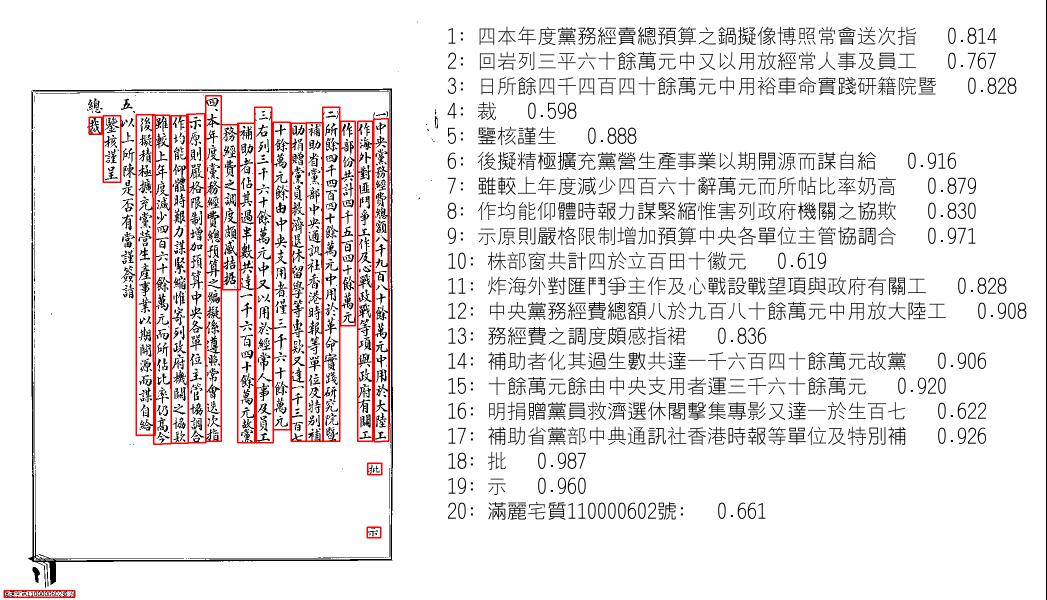 ㈠中央黨務經費總額八千九百八十餘萬元中用於大陸工
作海外對匪鬥爭工作及心戰政戰等項與政府有關工
作部份共計四千五百四十餘萬元
㈡所餘四千四百四十餘萬元中用於革命實踐研究院暨
補助省黨部中央通訊社香港時報等單位及特別補
助捐贈黨員救濟退休留學等專款又達一千三百七
十餘萬元餘由中央支用者僅三千六十餘萬元
㈢右列三千六十餘萬元中又以用於經常人事及員工
補助者佔其過半數共達一千六百四十餘萬元故黨
務經費之調度頗感拮据
四、本年度黨務經費總預算之編擬係遵照常會迭次指
示原則嚴格限制增加預算中央各單位主管協調合
作均能仰體時艱力謀緊縮惟寄列政府機關之協款
雖較上年度減少四百六十餘萬元而所佔比率仍高今
後擬積極擴充黨營生產事業以期開源而謀自給
五、以上所陳是否有當謹簽請
鑒核謹呈
總裁
批
示
1: 四本年度黨務經賣總預算之鍋擬像博照常會送次指 0.814
2: 回岩列三平六十餘萬元中又以用放經常人事及員工 0.767
3: 日所餘四千四百四十餘萬元中用裕車命實踐研籍院暨 0.828
4: 裁 0.598
5: 鑒核謹生 0.888
6: 後擬精極擴充黨營生產事業以期開源而謀自給 0.916
7: 雖較上年度減少四百六十辭萬元而所帖比率奶高 0.879
8: 作均能仰體時報力謀緊縮惟害列政府機關之協欺 0.830
9: 示原則嚴格限制增加預算中央各單位主管協調合 0.971
10: 株部窗共計四於立百田十徽元 0.619
11: 炸海外對匯鬥爭主作及心戰設戰望項與政府有關工 0.828
12: 中央黨務經費總額八於九百八十餘萬元中用放大陸工 0.908
13: 務經費之調度頗感指裙 0.836
14: 補助者化其過生數共達一千六百四十餘萬元故黨 0.906
15: 十餘萬元餘由中央支用者運三千六十餘萬元 0.920
16: 明捐贈黨員救濟選休閣擊集專影又達一於生百七 0.622
17: 補助省黨部中典通訊社香港時報等單位及特別補 0.926
18: 批 0.987
19: 示 0.960
20: 滿麗宅質110000602號: 0.661